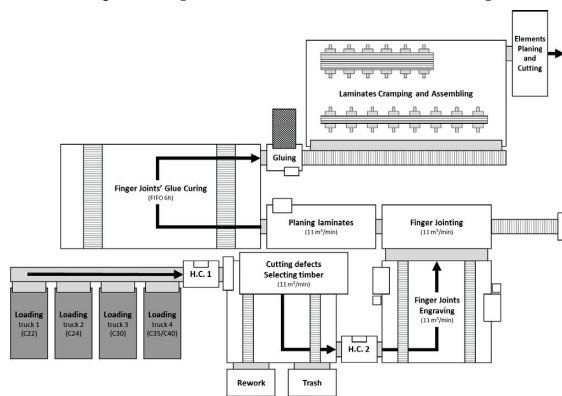 Elements
Planing
and
Cutting
Laminates Cramping and Assembling
Gluing
Finger Joints' Glue Curing
(FIFO 6h)
Planing laminates
(11 m³/min)
Finger Jointing
(11 m³/min)
H.C. 1
Cutting defects
Selecting timber
(11 m³/min)
Loading
truck 1
(C22)
Loading
truck 2
(C24)
Loading
truck 3
(C30)
Loading
truck 4
(C35/C40)
Finger Joints
Engraving
(11 m³/min)
H.C. 2
Rework
Trash